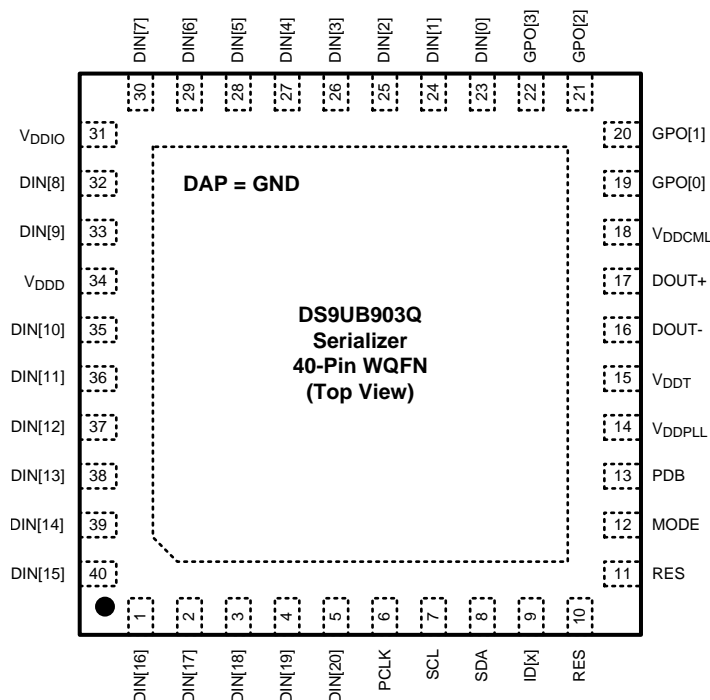 DIN[7] DIN[6] DIN[5] DIN[4] DIN[3] DIN[2] DIN[1] DIN[0] GPO[3] GPO[2]
30 29 28 27 26 25 24 23 22 21
VDDIO 31 20 GPO[1]
DIN[8] 32 DAP = GND 19 GPO[0]
DIN[9] 33 18 VDDCML
VDDD 34 17 DOUT+
DS9UB903Q
DIN[10] 35 Serializer 16 DOUT-
40-Pin WQFN
DIN[11] 36 (Top View) 15 VDDT
DIN[12] 37 14 VDDPLL
DIN[13] 38 13 PDB
DIN[14] 39 12 MODE
DIN[15] 40 11 RES
1 2 3 4 5 6 7 8 9 10
DIN[16] DIN[17] DIN[18] DIN[19] DIN[20] PCLK SCL SDA ID[x] RES